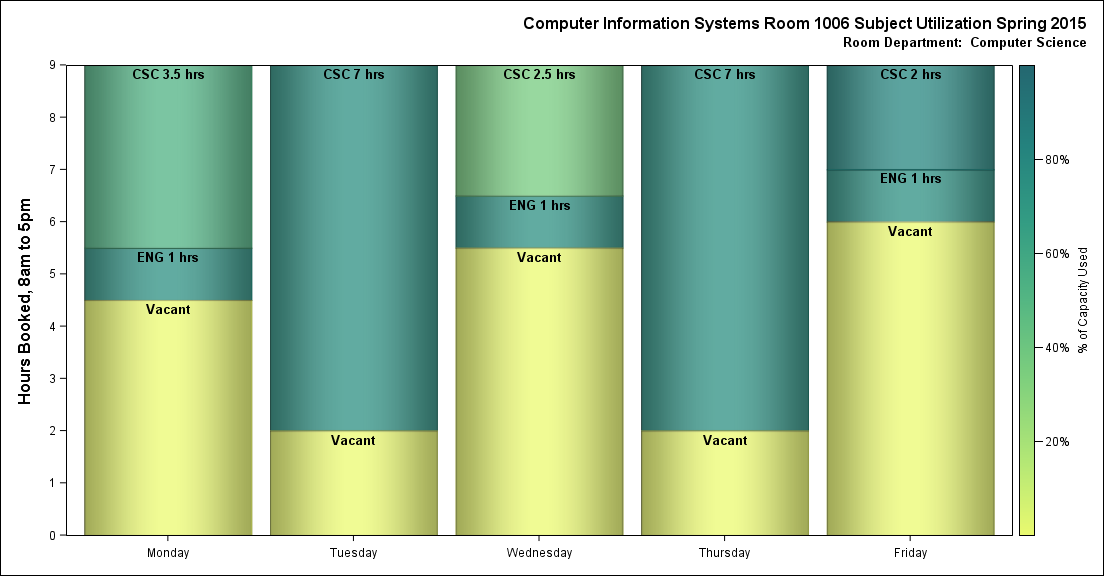 Computer Information Systems Room 1006 Subject Utilization Spring 2015
Room Department: Computer Science
Hours Booked, 8am to 5pm
9
8
7
6
5
4
3
2
1
0
CSC 3.5 hrs
ENG 1 hrs
Vacant
CSC 7 hrs
Vacant
CSC 2.5 hrs
ENG 1 hrs
Vacant
CSC 7 hrs
Vacant
CSC 2 hrs
ENG 1 hrs
Vacant
Monday
Tuesday
Wednesday
Thursday
Friday
80%
60%
40%
20%
% of Capacity Used